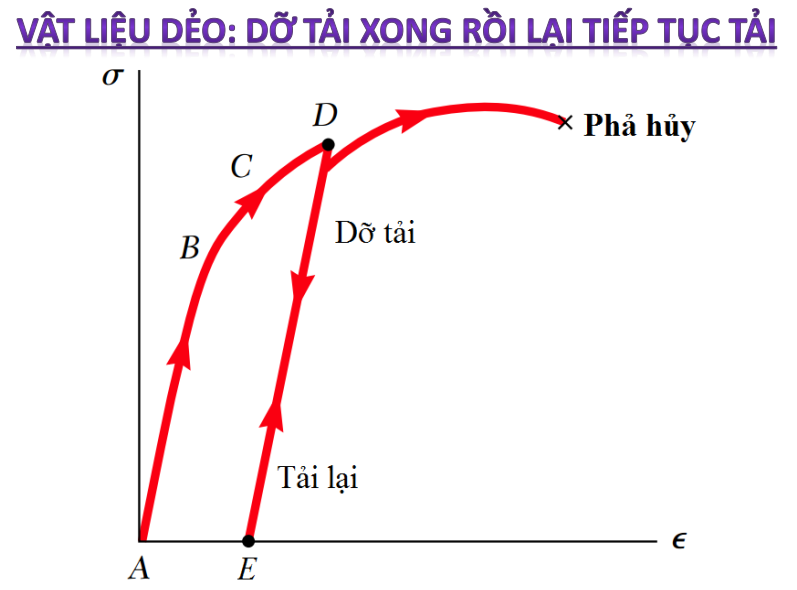 VẬT LIỆU DẺO: DỠ TẢI XONG RỒI LẠI TIẾP TỤC TẢI
σ
D
Phả hủy
C
B
Dỡ tải
Tải lại
ϵ
A
E